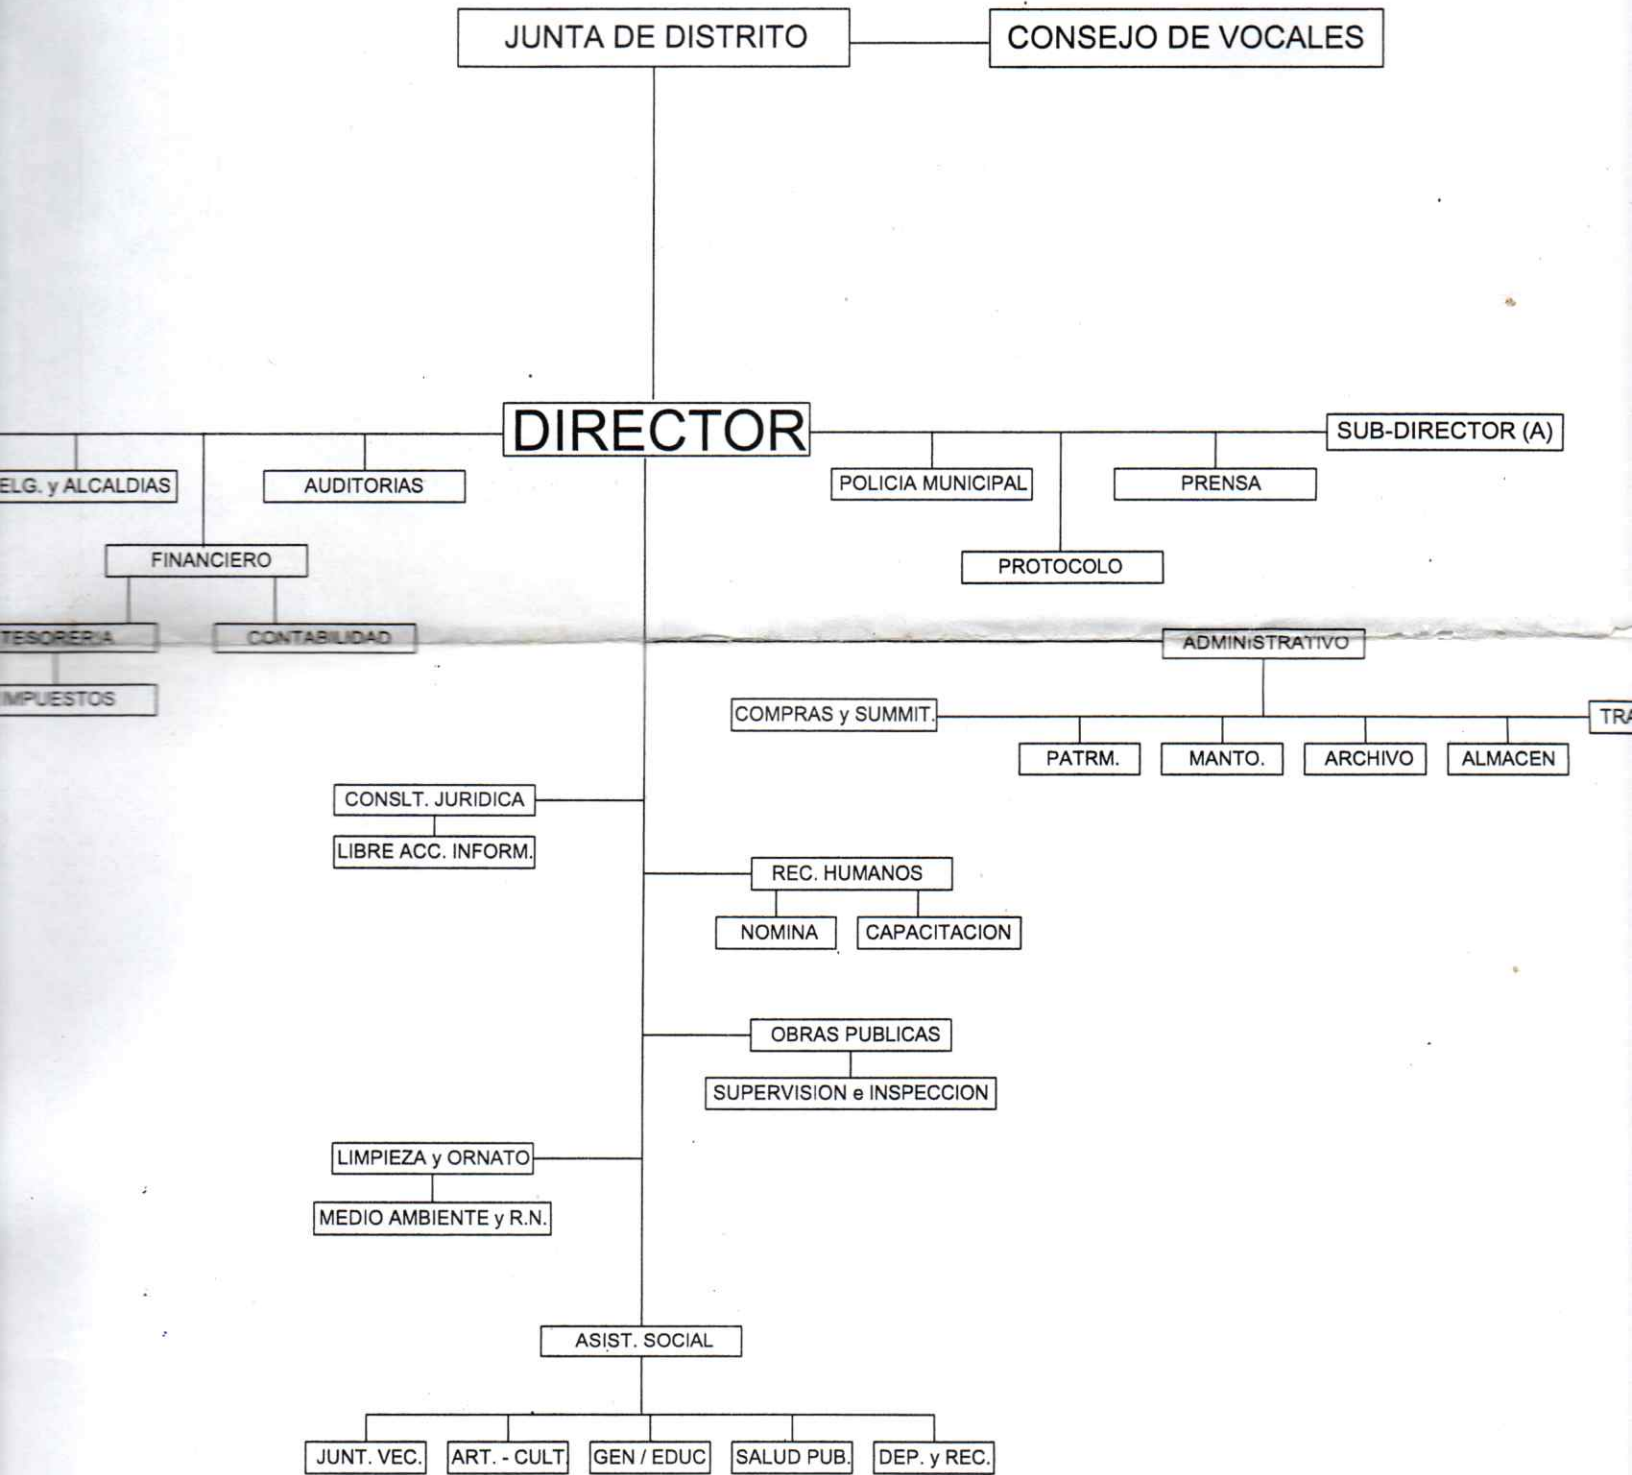 JUNTA DE DISTRITO
CONSEJO DE VOCALES
DIRECTOR
SUB-DIRECTOR (A)
ELG. y ALCALDIAS
AUDITORIAS
POLICIA MUNICIPAL
PRENSA
FINANCIERO
PROTOCOLO
TESORERIA
CONTABILIDAD
ADMINISTRATIVO
IMPUESTOS
COMPRAS y SUMMIT.
TRA
PATRM.
MANTO.
ARCHIVO
ALMACEN
CONSLT. JURIDICA
LIBRE ACC. INFORM.
REC. HUMANOS
NOMINA
CAPACITACION
OBRAS PUBLICAS
SUPERVISION e INSPECCION
LIMPIEZA y ORNATO
MEDIO AMBIENTE y R.N.
ASIST. SOCIAL
JUNT. VEC.
ART. - CULT.
GEN / EDUC
SALUD PUB.
DEP. y REC.